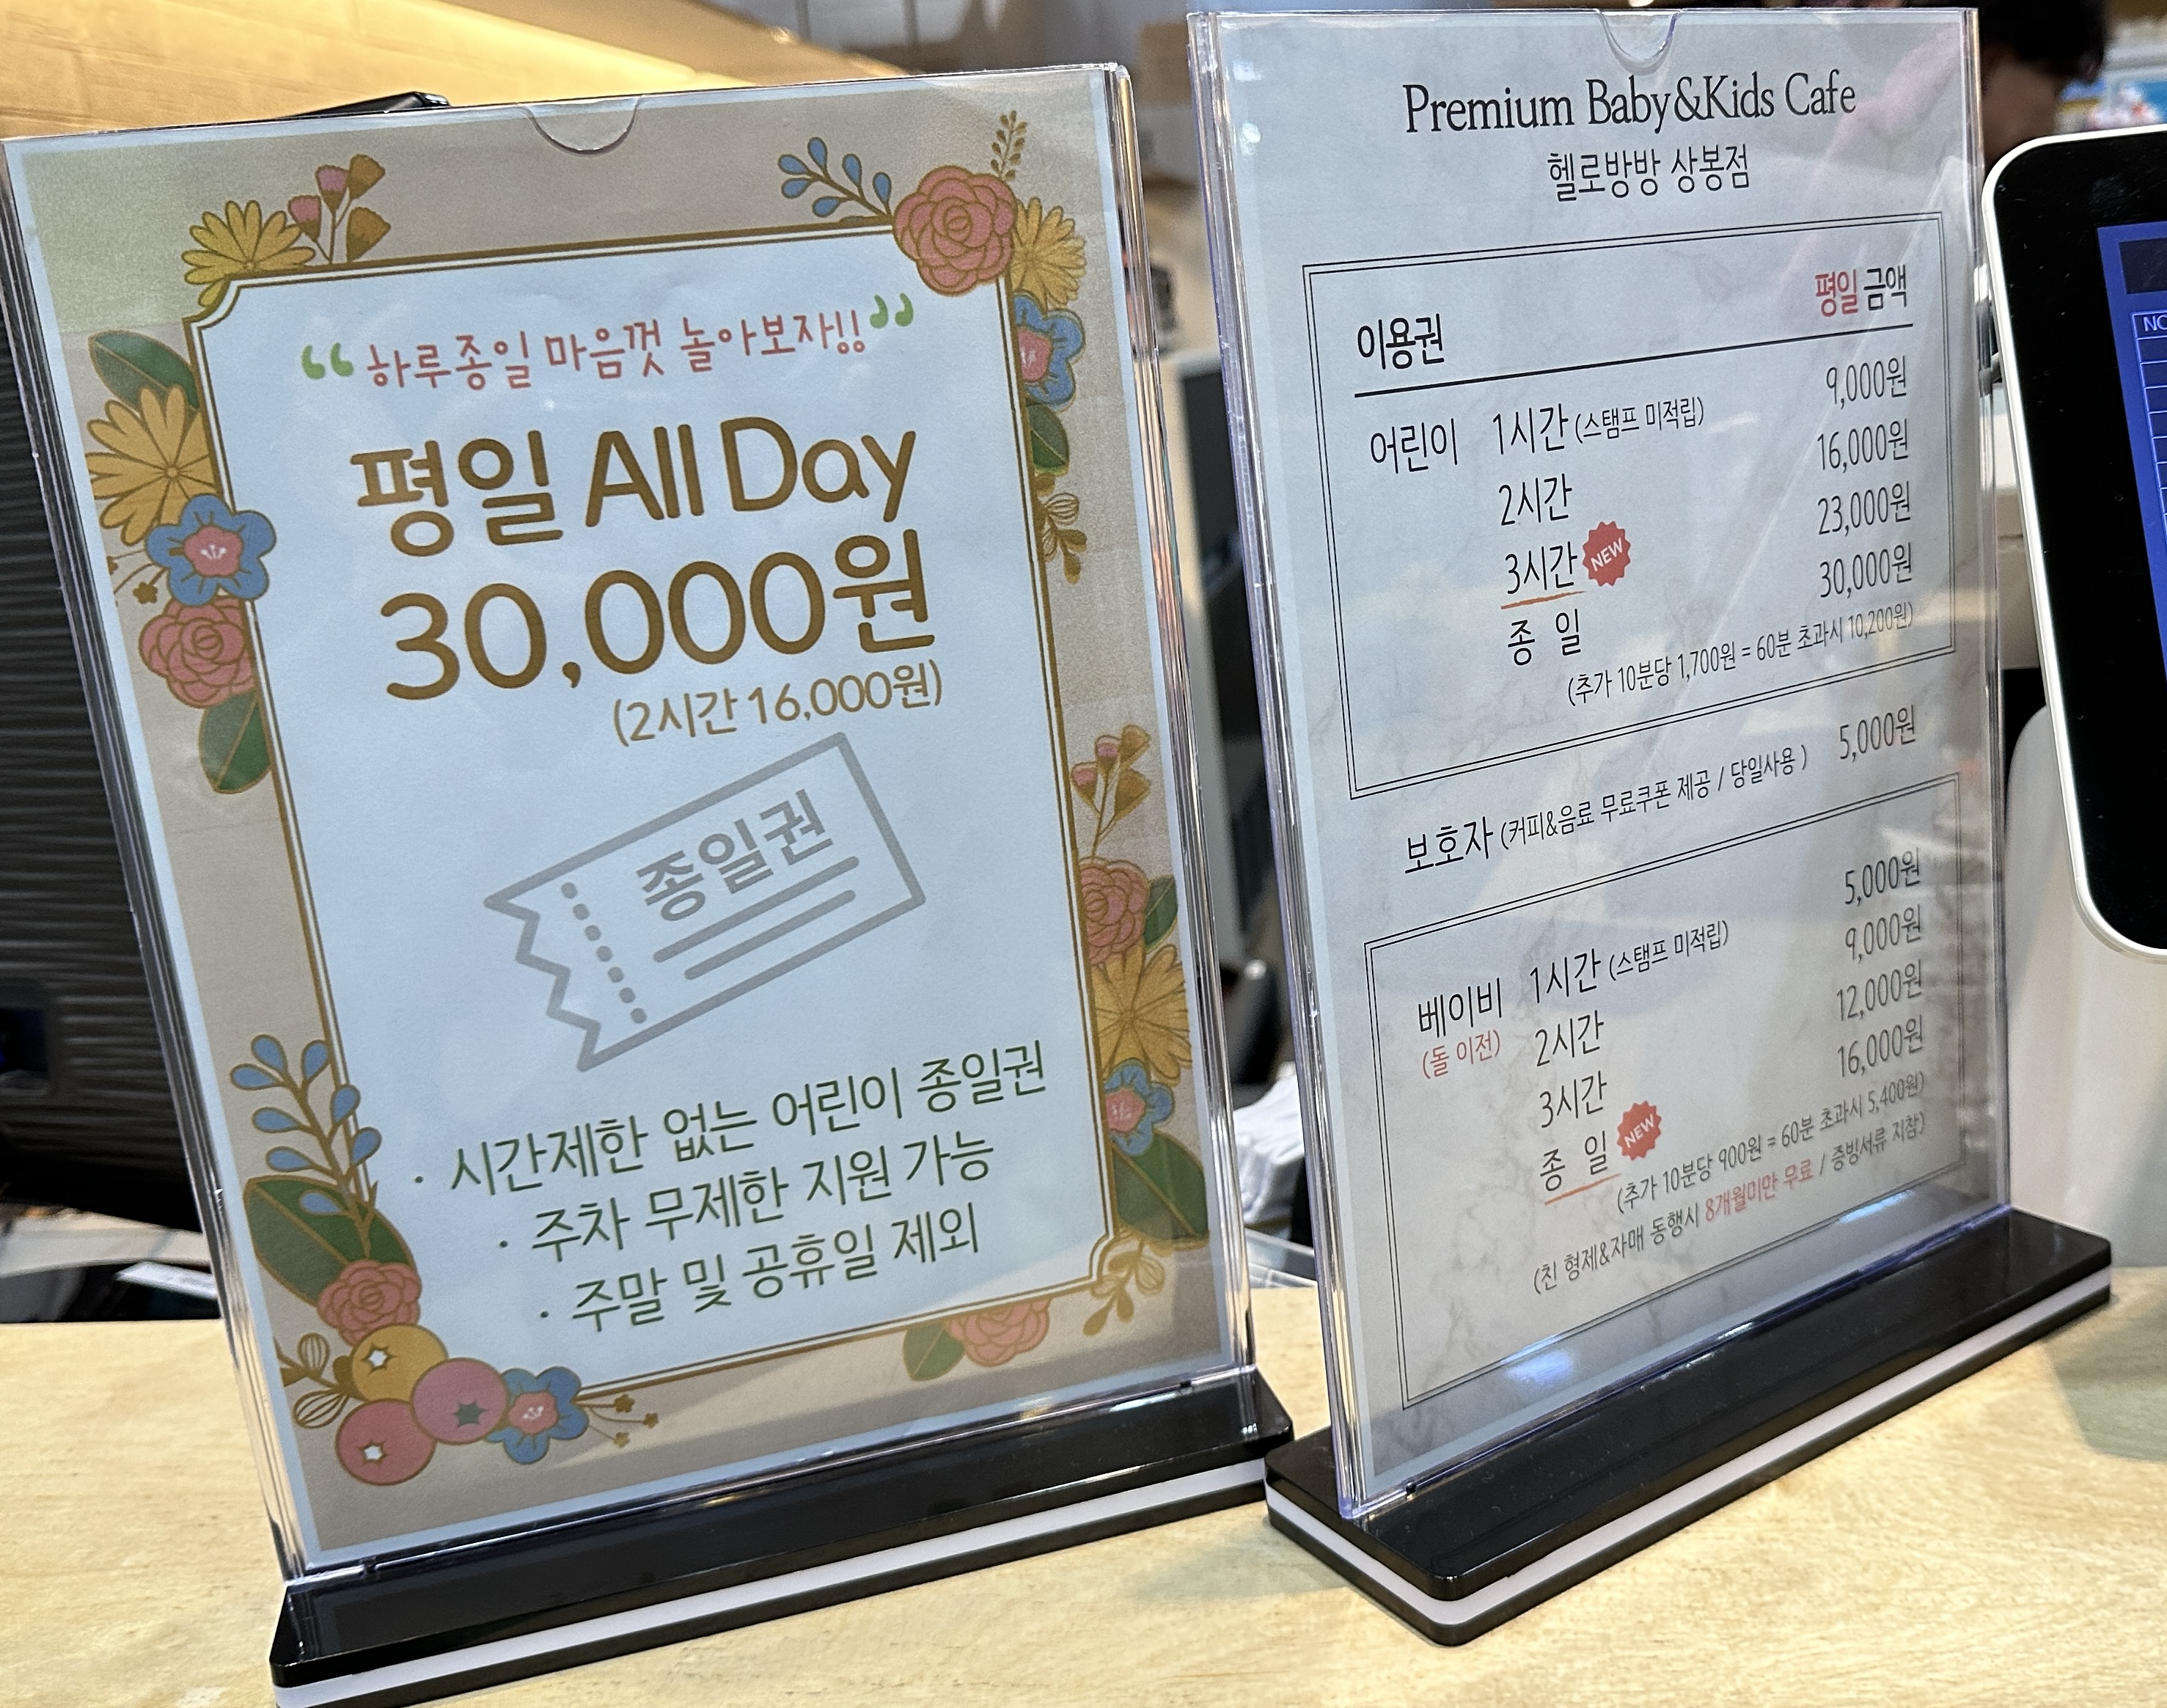 “하루종일 마음껏 놀아보자!!”
평일 All Day
30,000원
(2시간 16,000원)
종일권
· 시간제한 없는 어린이 종일권
· 주차 무제한 지원 가능
· 주말 및 공휴일 제외
Premium Baby&Kids Cafe
헬로방방 상봉점
이용권 평일 금액
어린이 1시간 (스탬프 미적립) 9,000원
2시간 16,000원
3시간 NEW 23,000원
종 일 30,000원
(추가 10분당 1,700원 = 60분 초과시 10,200원)
보호자 (커피&음료 무료쿠폰 제공 / 당일사용 ) 5,000원
베이비 1시간 (스탬프 미적립) 5,000원
(돌 이전) 2시간 9,000원
3시간 12,000원
종 일 NEW 16,000원
(추가 10분당 900원 = 60분 초과시 5,400원)
(친 형제&자매 동행시 8개월미만 무료 / 증빙서류 지참)